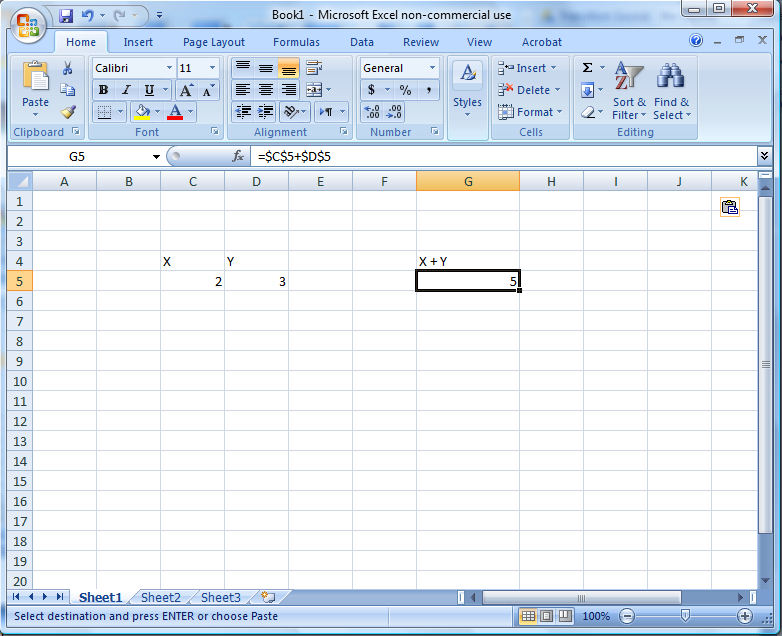 Book1 - Microsoft Excel non-commercial use
Home Insert Page Layout Formulas Data Review View Acrobat
Calibri 11 General Insert Σ
Paste B I U A A $ % , Styles Delete Sort & Find &
A .00 .0 Format Filter Select
Clipboard Font Alignment Number Cells Editing
G5 fx =$C$5+$D$5
A B C D E F G H I J K
1
2
3
4 X Y X + Y
5 2 3 5
6
7
8
9
10
11
12
13
14
15
16
17
18
19
20
Sheet1 Sheet2 Sheet3
Select destination and press ENTER or choose Paste 100%